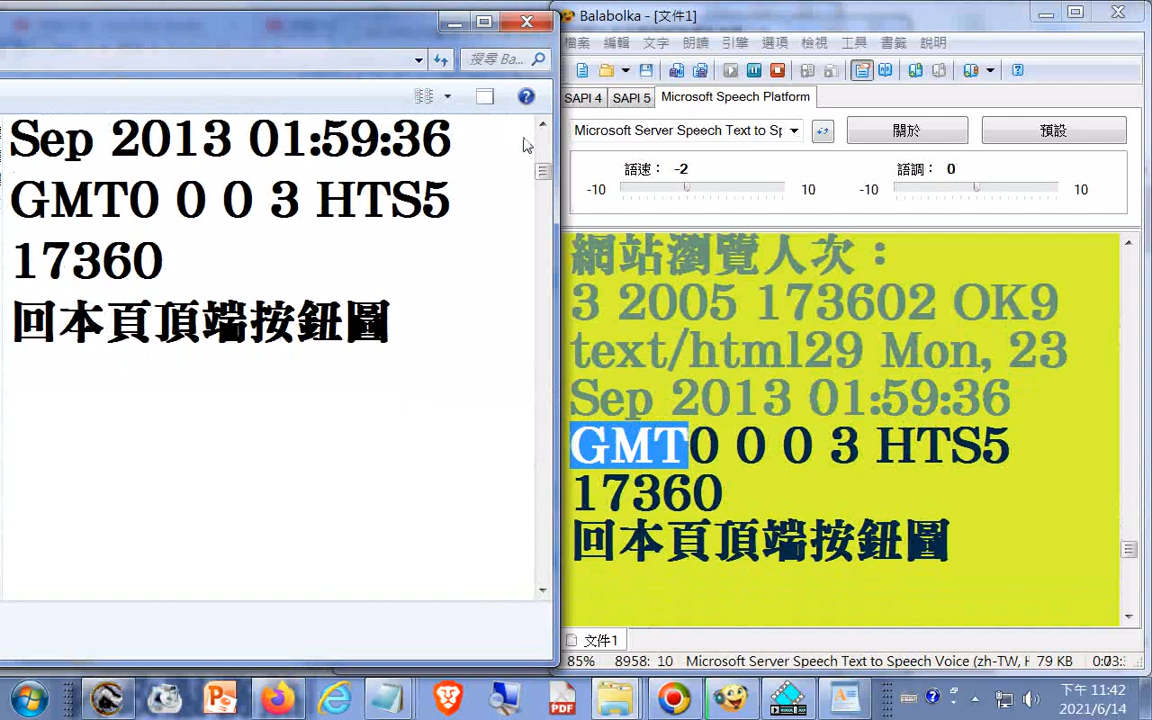 搜尋 Ba...
Sep 2013 01:59:36
GMT0 0 0 3 HTS5
17360
回本頁頂端按鈕圖
Balabolka - [文件1]
檔案 編輯 文字 朗讀 引擎 選項 檢視 工具 書籤 說明
SAPI 4 SAPI 5 Microsoft Speech Platform
Microsoft Server Speech Text to Sp
關於
預設
語速： -2
語調： 0
-10 10 -10 10
網站瀏覽人次：
3 2005 173602 OK9
text/html29 Mon, 23
Sep 2013 01:59:36
GMT0 0 0 3 HTS5
17360
回本頁頂端按鈕圖
文件1
85% 8958: 10 Microsoft Server Speech Text to Speech Voice (zh-TW, H 79 KB
PDF
下午 11:42
2021/6/14